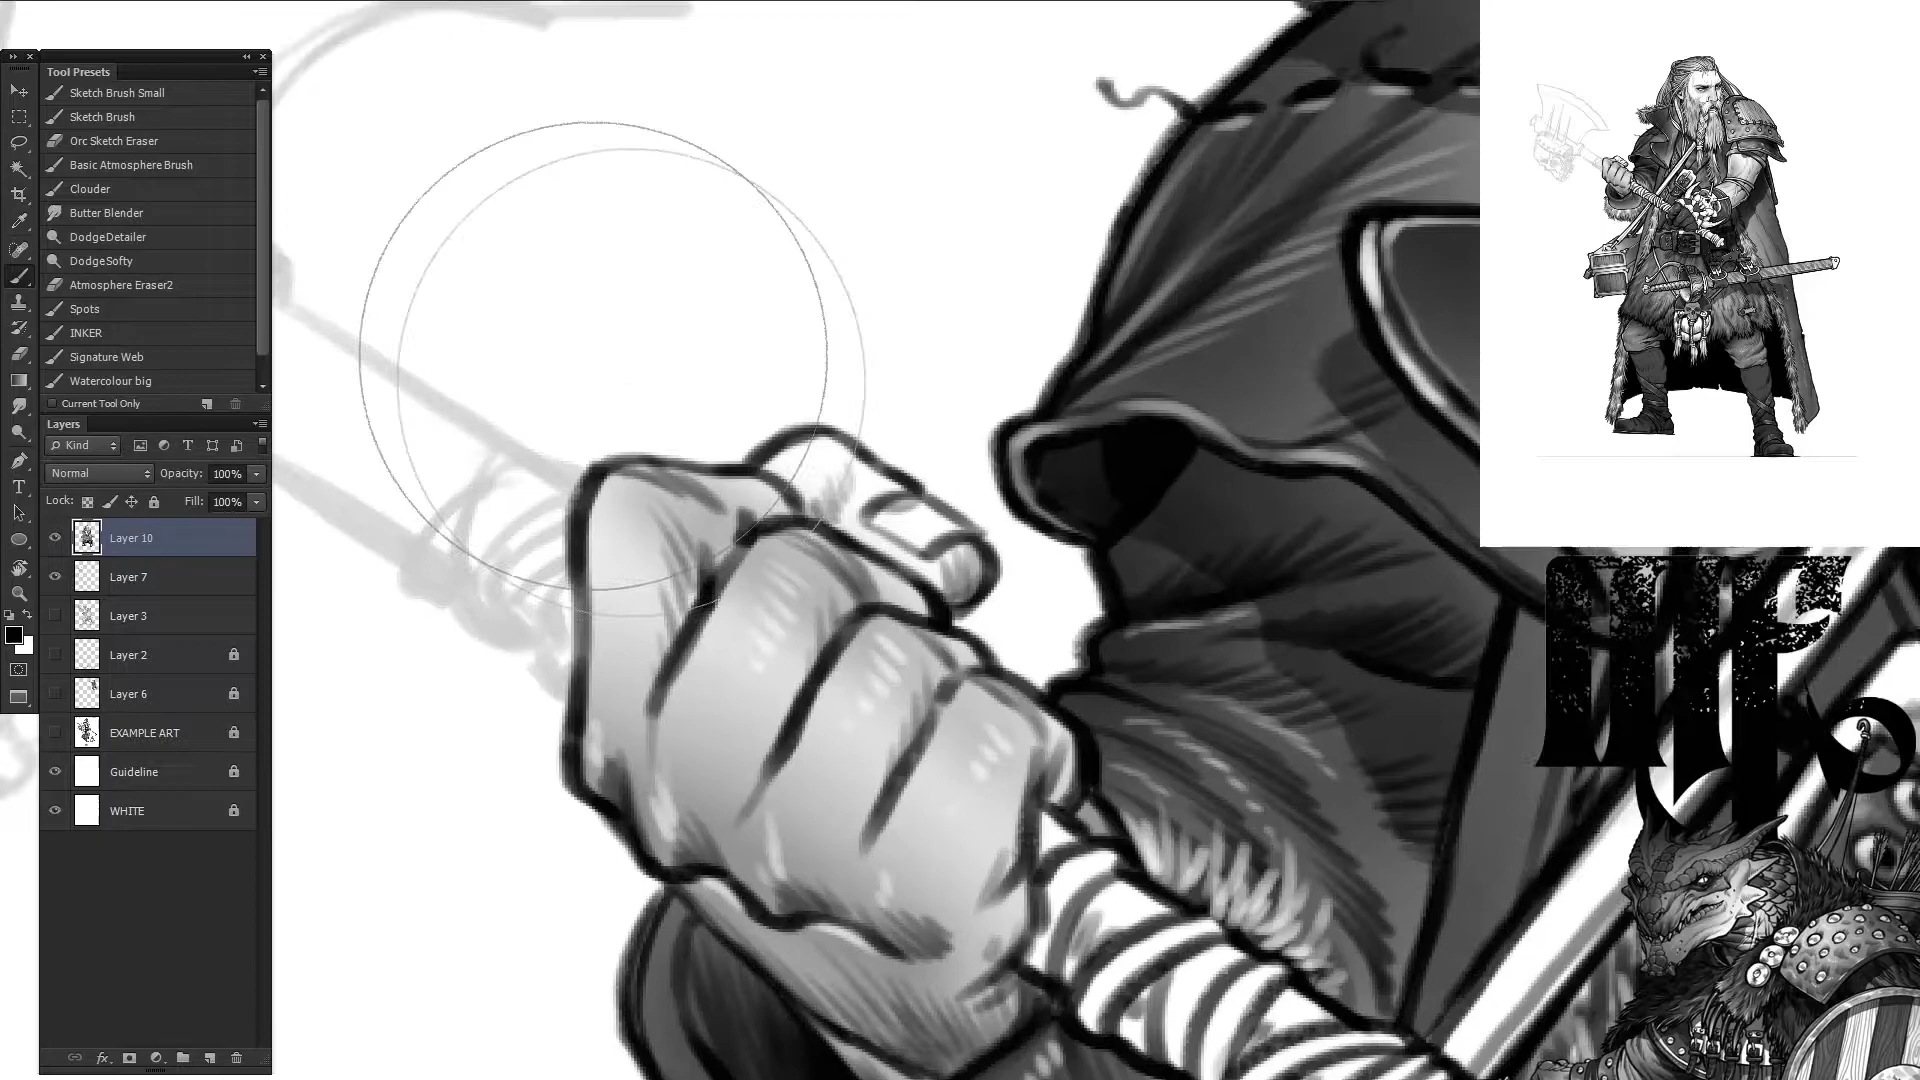 Tool Presets
Sketch Brush Small
Sketch Brush
Orc Sketch Eraser
Basic Atmosphere Brush
Clouder
Butter Blender
DodgeDetailer
DodgeSofty
Atmosphere Eraser2
Spots
INKER
Signature Web
Watercolour big
Current Tool Only
Layers
Kind
Normal Opacity: 100%
Lock: Fill: 100%
Layer 10
Layer 7
Layer 3
Layer 2
Layer 6
EXAMPLE ART
Guideline
WHITE